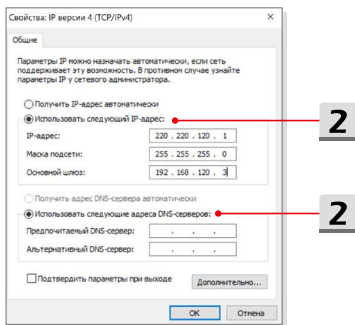 Свойства: IP версии 4 (TCP/IPv4)
Общие
Параметры IP можно назначать автоматически, если сеть
поддерживает эту возможность. В противном случае узнайте
параметры IP у сетевого администратора.
Получить IP-адрес автоматически
Использовать следующий IP-адрес:
2
IP-адрес: 220 . 220 . 120 . 1
Маска подсети: 255 . 255 . 255 . 0
Основной шлюз: 192 . 168 . 120 . 3
Получить адрес DNS-сервера автоматически
Использовать следующие адреса DNS-серверов:
2
Предпочитаемый DNS-сервер: . . .
Альтернативный DNS-сервер: . . .
Подтвердить параметры при выходе
Дополнительно...
OK Отмена